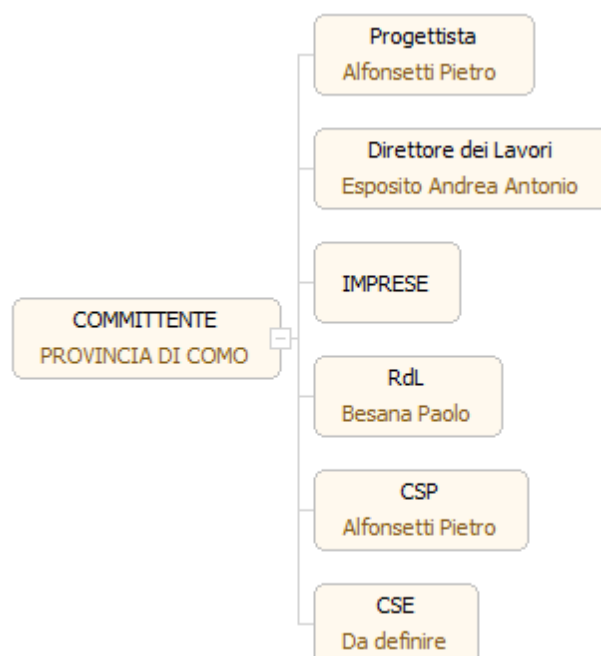 Progettista
Alfonsetti Pietro
Direttore dei Lavori
Esposito Andrea Antonio
IMPRESE
COMMITTENTE
PROVINCIA DI COMO
RdL
Besana Paolo
CSP
Alfonsetti Pietro
CSE
Da definire